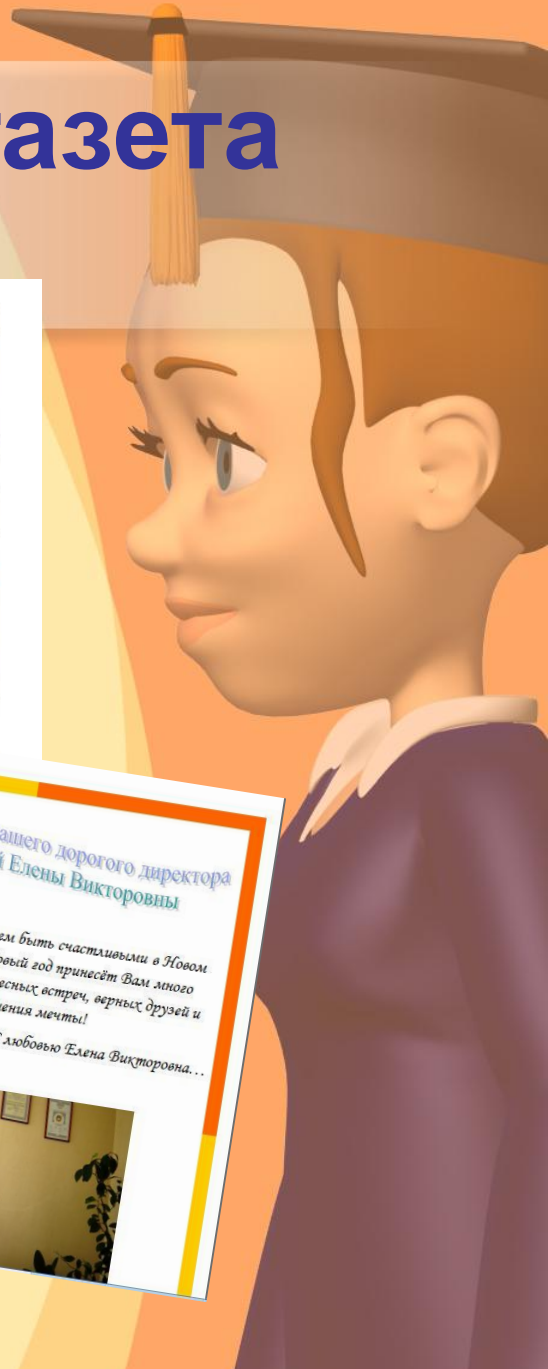 газета
ашего дорогого директора
й Елены Викторовны
ем быть счастливыми в Новом
овый год принесёт Вам много
есных встреч, верных друзей и
ения мечты!
С любовью Елена Викторовна...